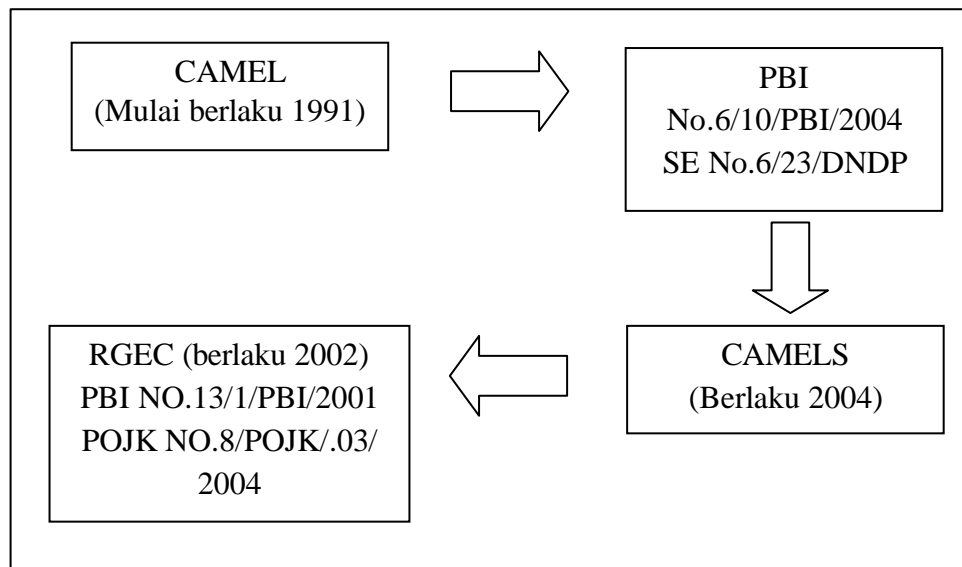 CAMEL
(Mulai berlaku 1991)
PBI
No.6/10/PBI/2004
SE No.6/23/DNDP
CAMELS
(Berlaku 2004)
RGEC (berlaku 2002)
PBI NO.13/1/PBI/2001
POJK NO.8/POJK/.03/
2004